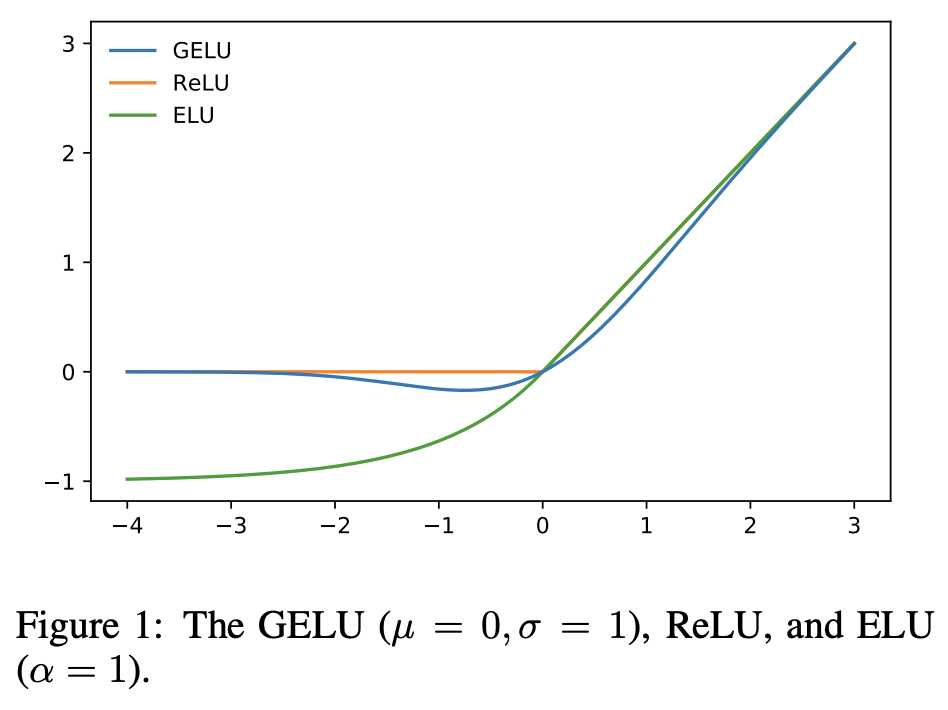 GELU
ReLU
ELU
3
2
1
0
−1
−4 −3 −2 −1 0 1 2 3
Figure 1: The GELU (μ = 0, σ = 1), ReLU, and ELU
(α = 1).